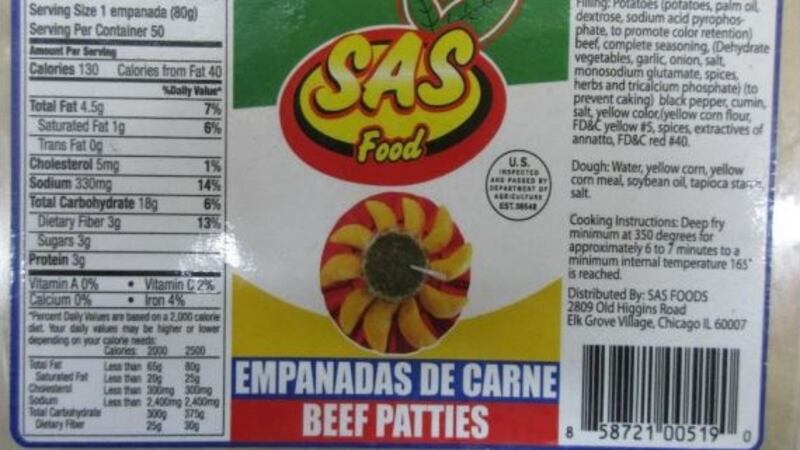 Serving Size 1 empanada (80g)
Serving Per Container 50
Amount Per Serving
Calories 130 Calories from Fat 40
%Daily Value*
Total Fat 4.5g 7%
Saturated Fat 1g 6%
Trans Fat 0g
Cholesterol 5mg 1%
Sodium 330mg 14%
Total Carbohydrate 18g 6%
Dietary Fiber 3g 13%
Sugars 3g
Protein 3g
Vitamin A 0% • Vitamin C 2%
Calcium 0% • Iron 4%
*Percent Daily Values are based on a 2,000 calorie
diet. Your daily values may be higher or lower
depending on your calorie needs:
Calories: 2000 2500
Total Fat Less than 65g 80g
Saturated Fat Less than 20g 25g
Cholesterol Less than 300mg 300mg
Sodium Less than 2,400mg 2,400mg
Total Carbohydrate 300g 375g
Dietary Fiber 25g 30g
SAS
Food
U.S.
INSPECTED
AND PASSED BY
DEPARTMENT OF
AGRICULTURE
EST.38549
EMPANADAS DE CARNE
BEEF PATTIES
Filling: Potatoes (potatoes, palm oil,
dextrose, sodium acid pyrophos-
phate, to promote color retention)
beef, complete seasoning, (Dehydrate
vegetables, garlic, onion, salt,
monosodium glutamate, spices,
herbs and tricalcium phosphate) (to
prevent caking) black pepper, cumin,
salt, yellow color,(yellow corn flour,
FD&C yellow #5, spices, extractives of
annatto, FD&C red #40.
Dough: Water, yellow corn, yellow
corn meal, soybean oil, tapioca starch,
salt.
Cooking Instructions: Deep fry
minimum at 350 degrees for
approximately 6 to 7 minutes to a
minimum internal temperature 165°
is reached.
Distributed By: SAS FOODS
2809 Old Higgins Road
Elk Grove Village, Chicago IL 60007
8 58721 00519 0